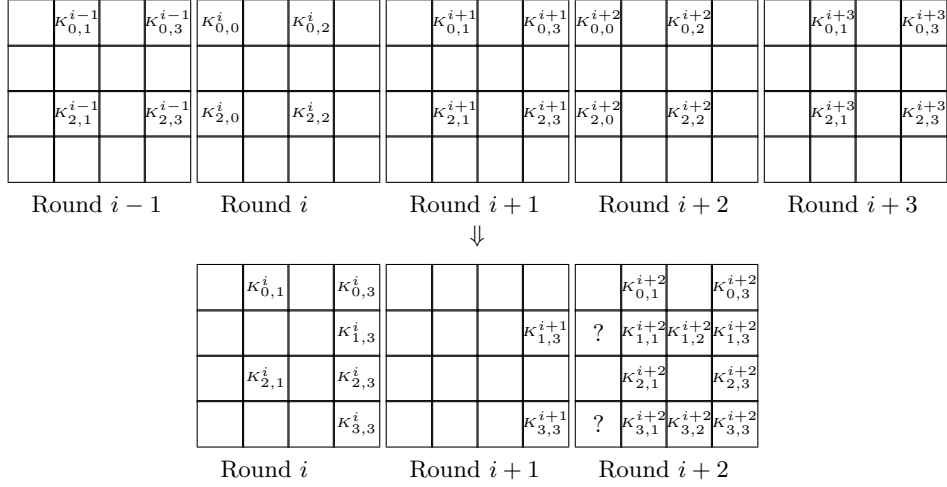 K^{i-1}_{0,1} K^{i-1}_{0,3} K^{i}_{0,0} K^{i}_{0,2} K^{i+1}_{0,1} K^{i+1}_{0,3} K^{i+2}_{0,0} K^{i+2}_{0,2} K^{i+3}_{0,1} K^{i+3}_{0,3}
K^{i-1}_{2,1} K^{i-1}_{2,3} K^{i}_{2,0} K^{i}_{2,2} K^{i+1}_{2,1} K^{i+1}_{2,3} K^{i+2}_{2,0} K^{i+2}_{2,2} K^{i+3}_{2,1} K^{i+3}_{2,3}
Round i − 1 Round i Round i + 1 Round i + 2 Round i + 3
⇓
K^{i}_{0,1} K^{i}_{0,3} K^{i+2}_{0,1} K^{i+2}_{0,3}
K^{i}_{1,3} K^{i+1}_{1,3} ? K^{i+2}_{1,1} K^{i+2}_{1,2} K^{i+2}_{1,3}
K^{i}_{2,1} K^{i}_{2,3} K^{i+2}_{2,1} K^{i+2}_{2,3}
K^{i}_{3,3} K^{i+1}_{3,3} ? K^{i+2}_{3,1} K^{i+2}_{3,2} K^{i+2}_{3,3}
Round i Round i + 1 Round i + 2